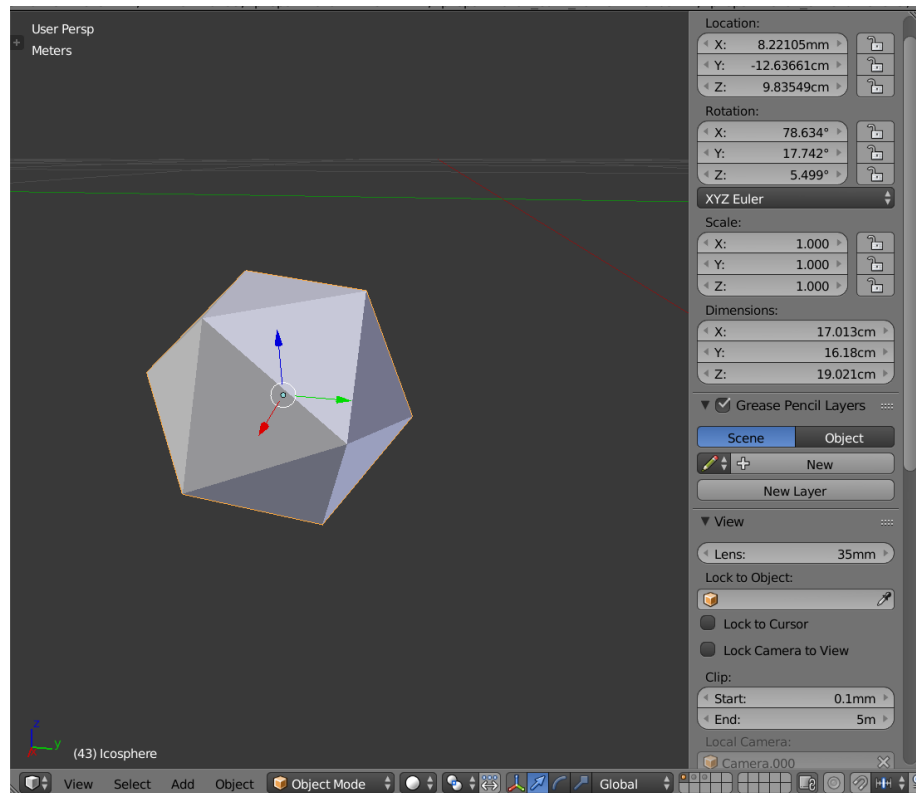 User Persp
Meters
Location:
X: 8.22105mm
Y: -12.63661cm
Z: 9.83549cm
Rotation:
X: 78.634°
Y: 17.742°
Z: 5.499°
XYZ Euler
Scale:
X: 1.000
Y: 1.000
Z: 1.000
Dimensions:
X: 17.013cm
Y: 16.18cm
Z: 19.021cm
Grease Pencil Layers
Scene Object
New
New Layer
View
Lens: 35mm
Lock to Object:
Lock to Cursor
Lock Camera to View
Clip:
Start: 0.1mm
End: 5m
Local Camera:
Camera.000
z
y
(43) Icosphere
View Select Add Object Object Mode Global